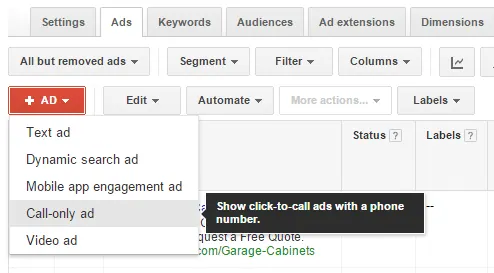 Settings
Ads
Keywords
Audiences
Ad extensions
Dimensions
All but removed ads
Segment
Filter
Columns
+ AD
Edit
Automate
More actions...
Labels
Status ?
Labels ?
Text ad
Dynamic search ad
Mobile app engagement ad
Call-only ad
Video ad
Show click-to-call ads with a phone
number.
--
quest a Free Quote.
com/Garage-Cabinets